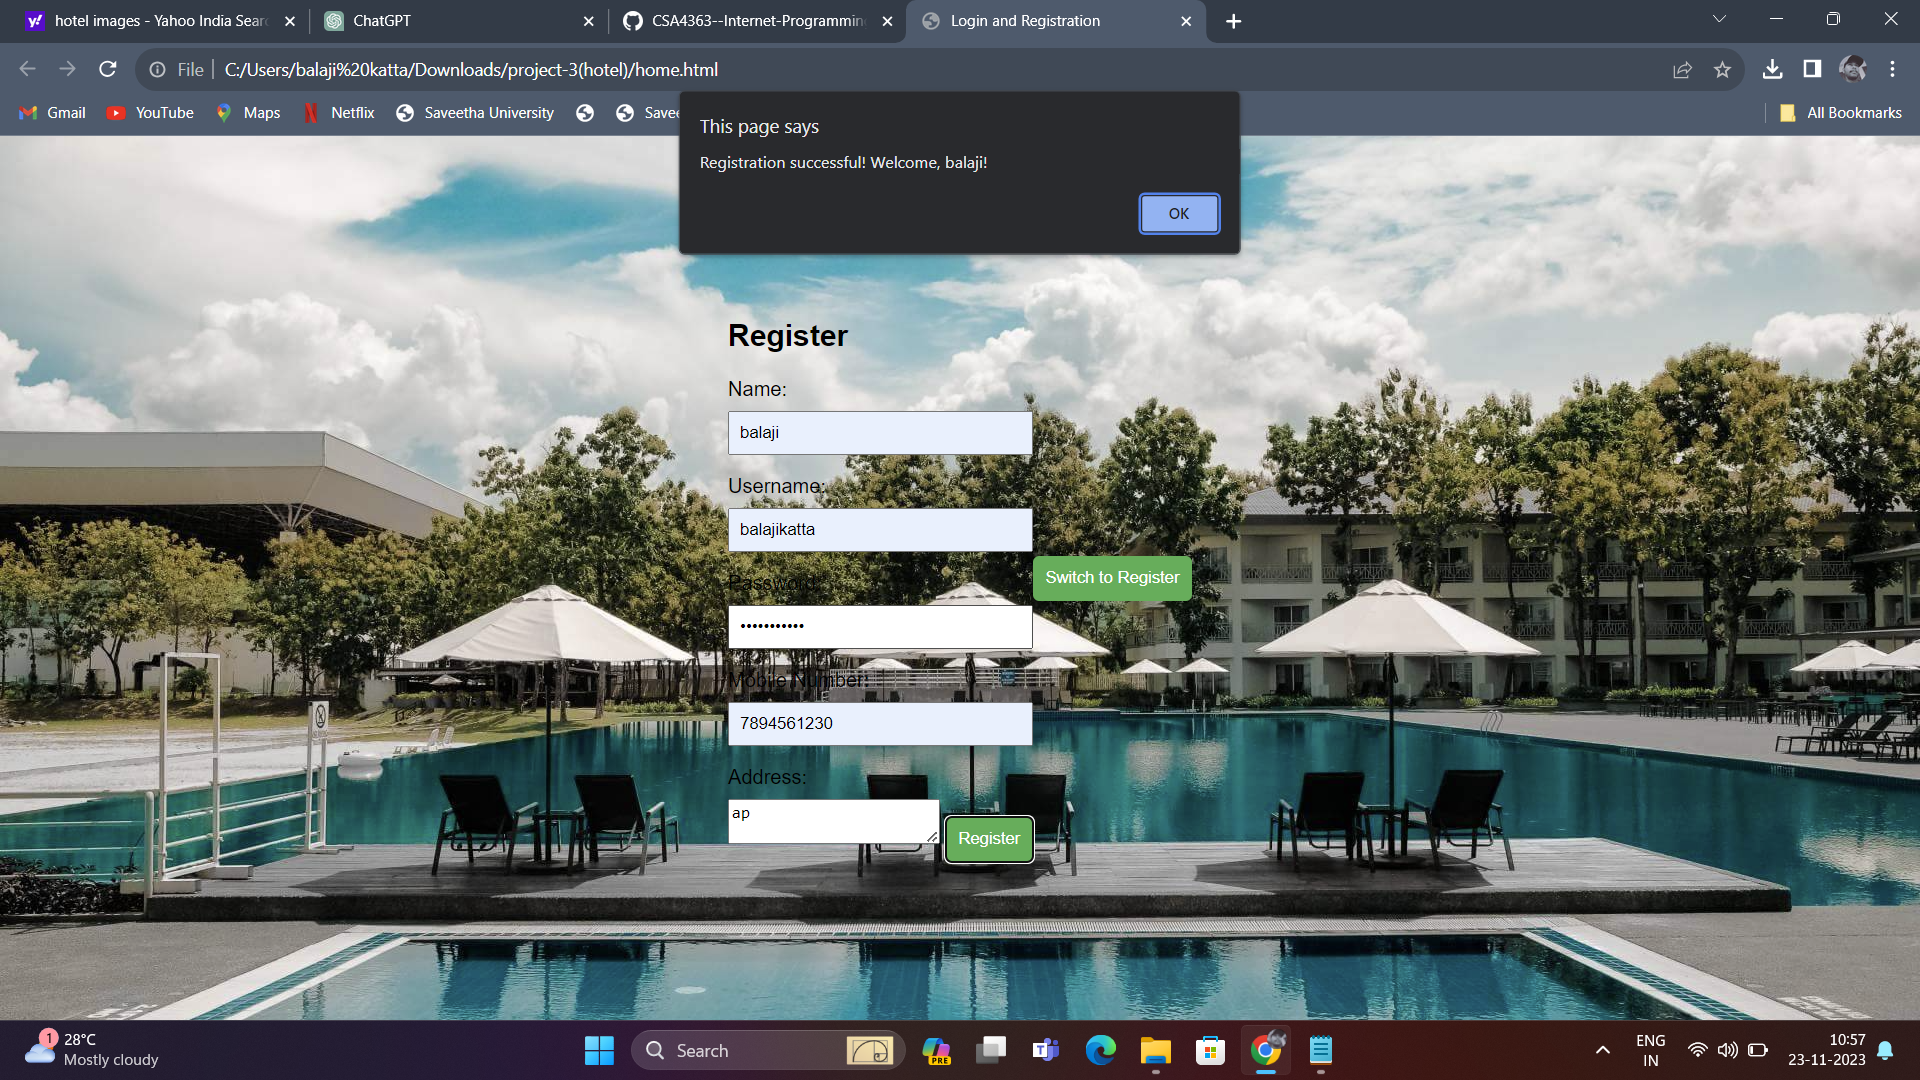 hotel images - Yahoo India Sear
ChatGPT
CSA4363--Internet-Programmin
Login and Registration
File
C:/Users/balaji%20katta/Downloads/project-3(hotel)/home.html
Gmail
YouTube
Maps
Netflix
Saveetha University
Savee
All Bookmarks
This page says
Registration successful! Welcome, balaji!
OK
Register
Name:
balaji
Username:
balajikatta
Password:
Switch to Register
•••••••••••
Mobile Number:
7894561230
Address:
ap
Register
1
28°C
Mostly cloudy
Search
PRE
ENG
IN
10:57
23-11-2023